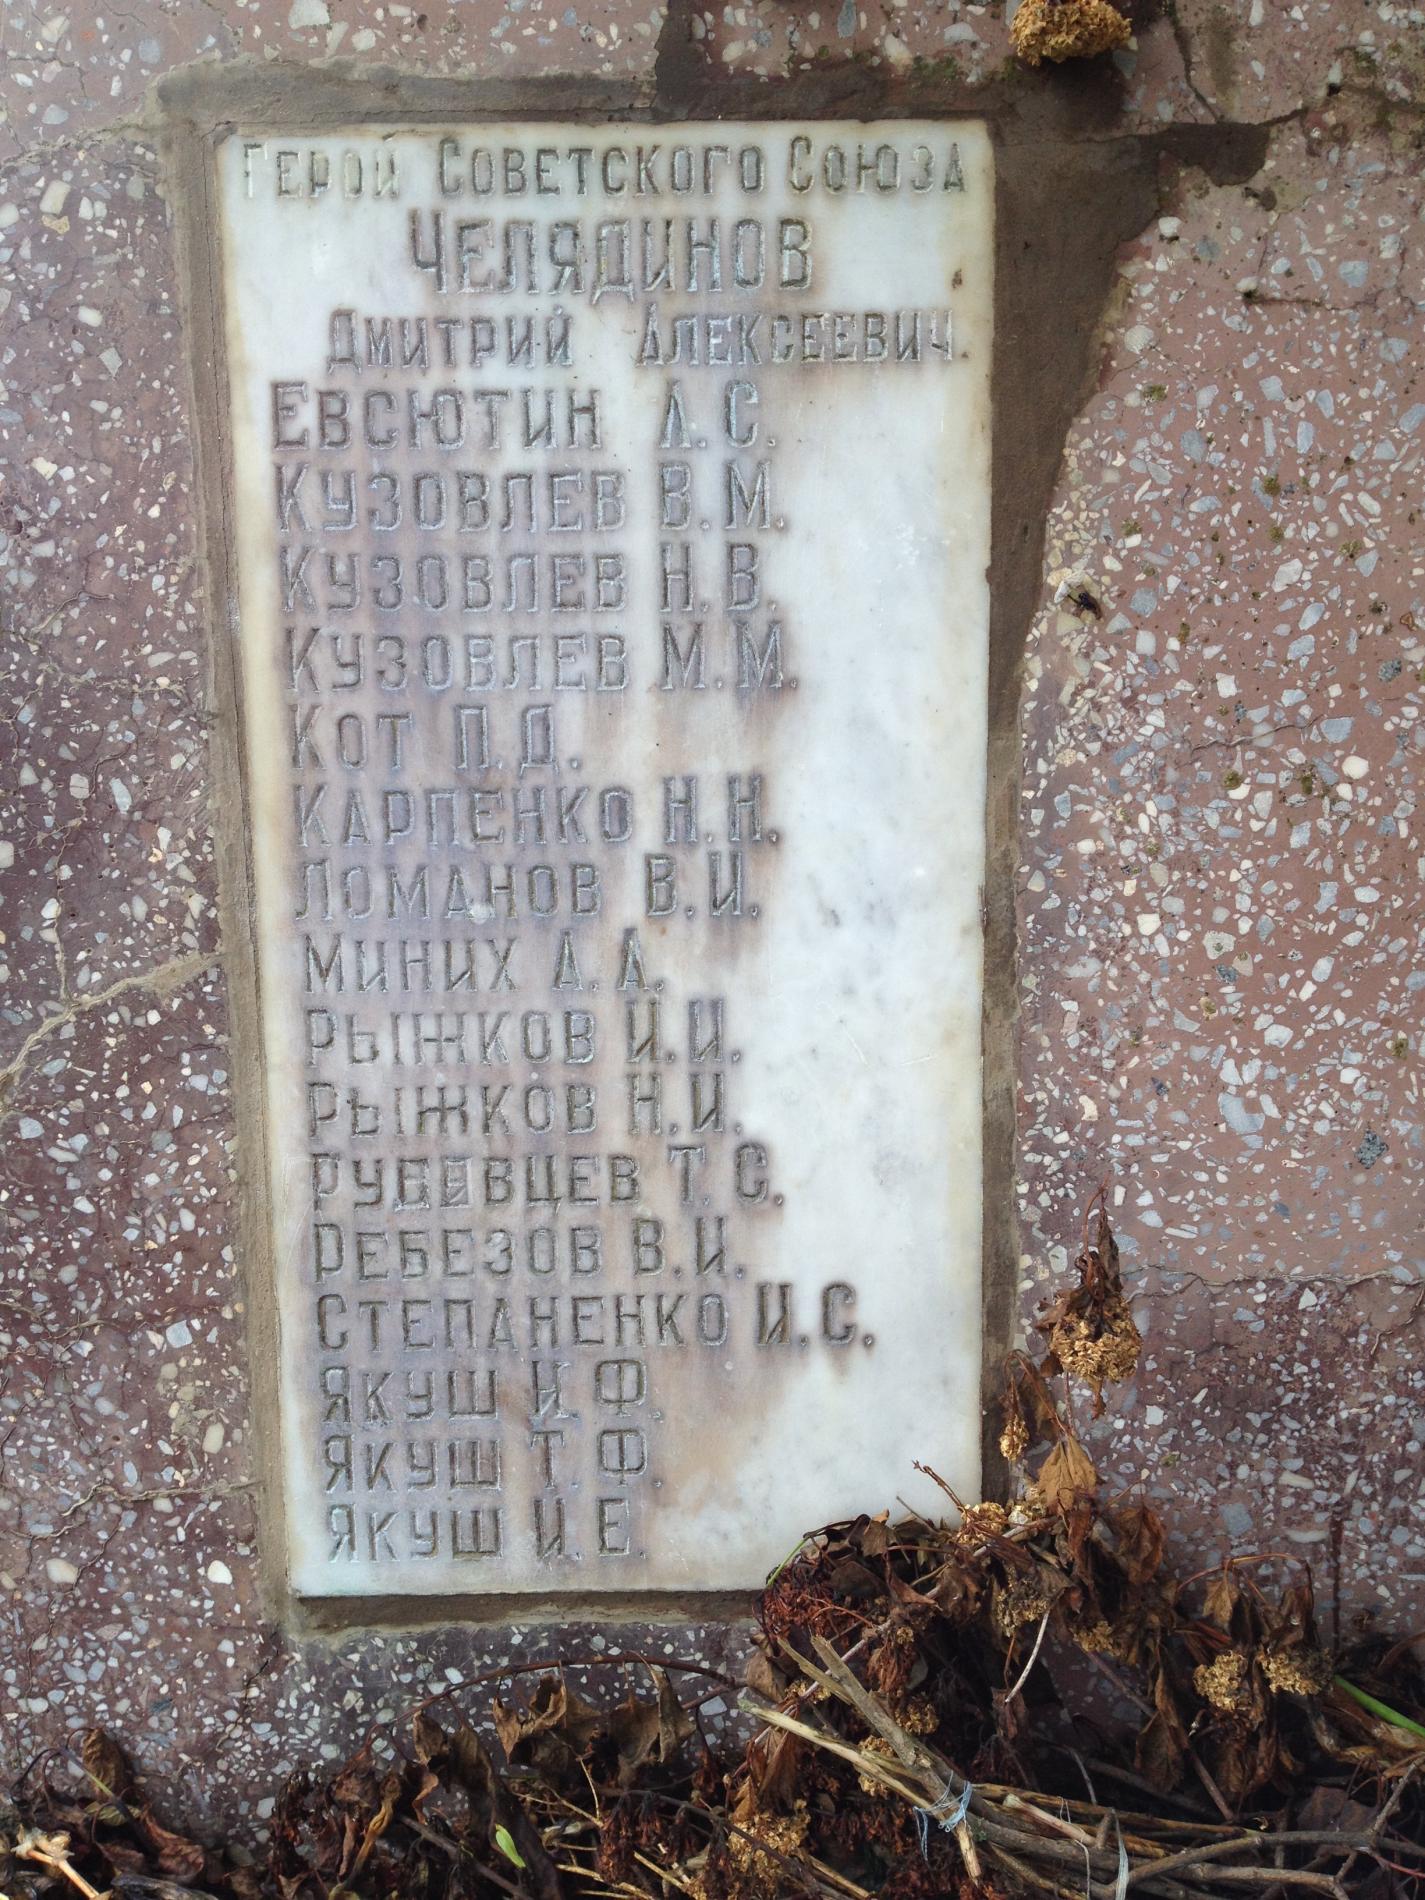 Герой Советского Союза
Челядинов
Дмитрий Алексеевич.
Евсютин А.С.
Кузовлев В.М.
Кузовлев Н.В.
Кузовлев М.М.
Кот П.Д.
Карпенко Н.Н.
Ломанов В.И.
Миних А.А.
Рыжков И.И.
Рыжков Н.И.
Т.С.
Ребезов В.И.
Степаненко И.С.
Якуш И.Ф.
Якуш Т.Ф.
Якуш И.Е.